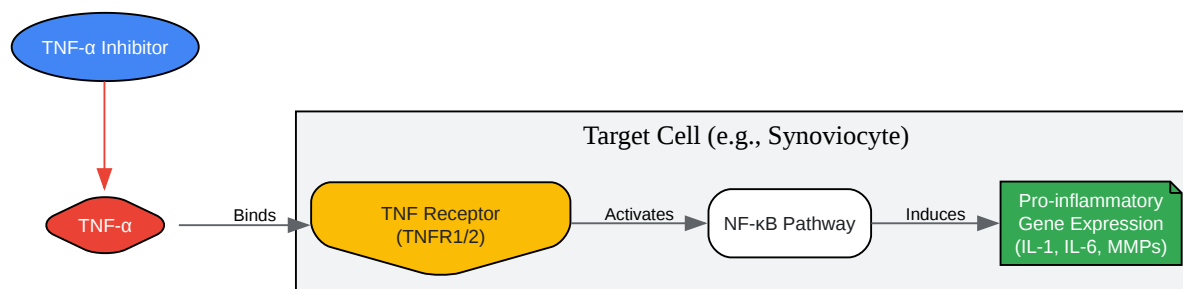 TNF-α Inhibitor
Target Cell (e.g., Synoviocyte)
TNF-α
Binds
TNF Receptor
(TNFR1/2)
Activates
NF-κB Pathway
Induces
Pro-inflammatory
Gene Expression
(IL-1, IL-6, MMPs)